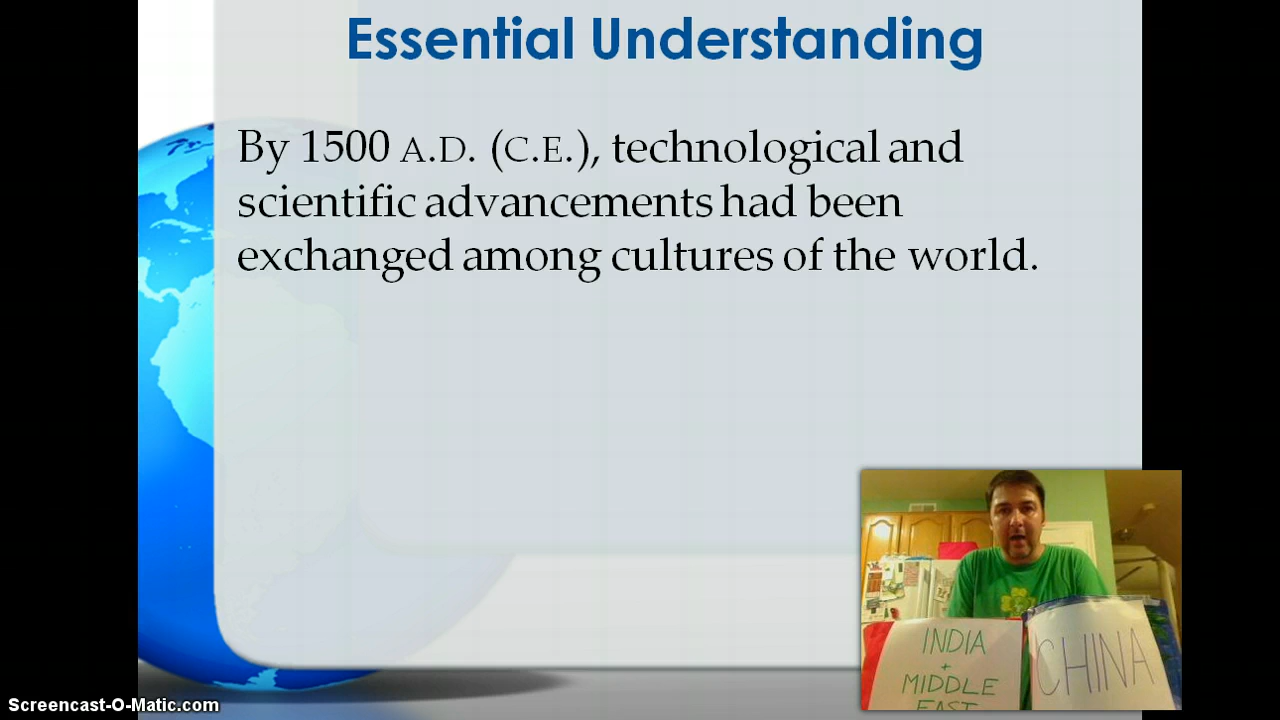 Essential Understanding
By 1500 A.D. (C.E.), technological and
scientific advancements had been
exchanged among cultures of the world.
INDIA
+
MIDDLE
EAST
CHINA
Screencast-O-Matic.com